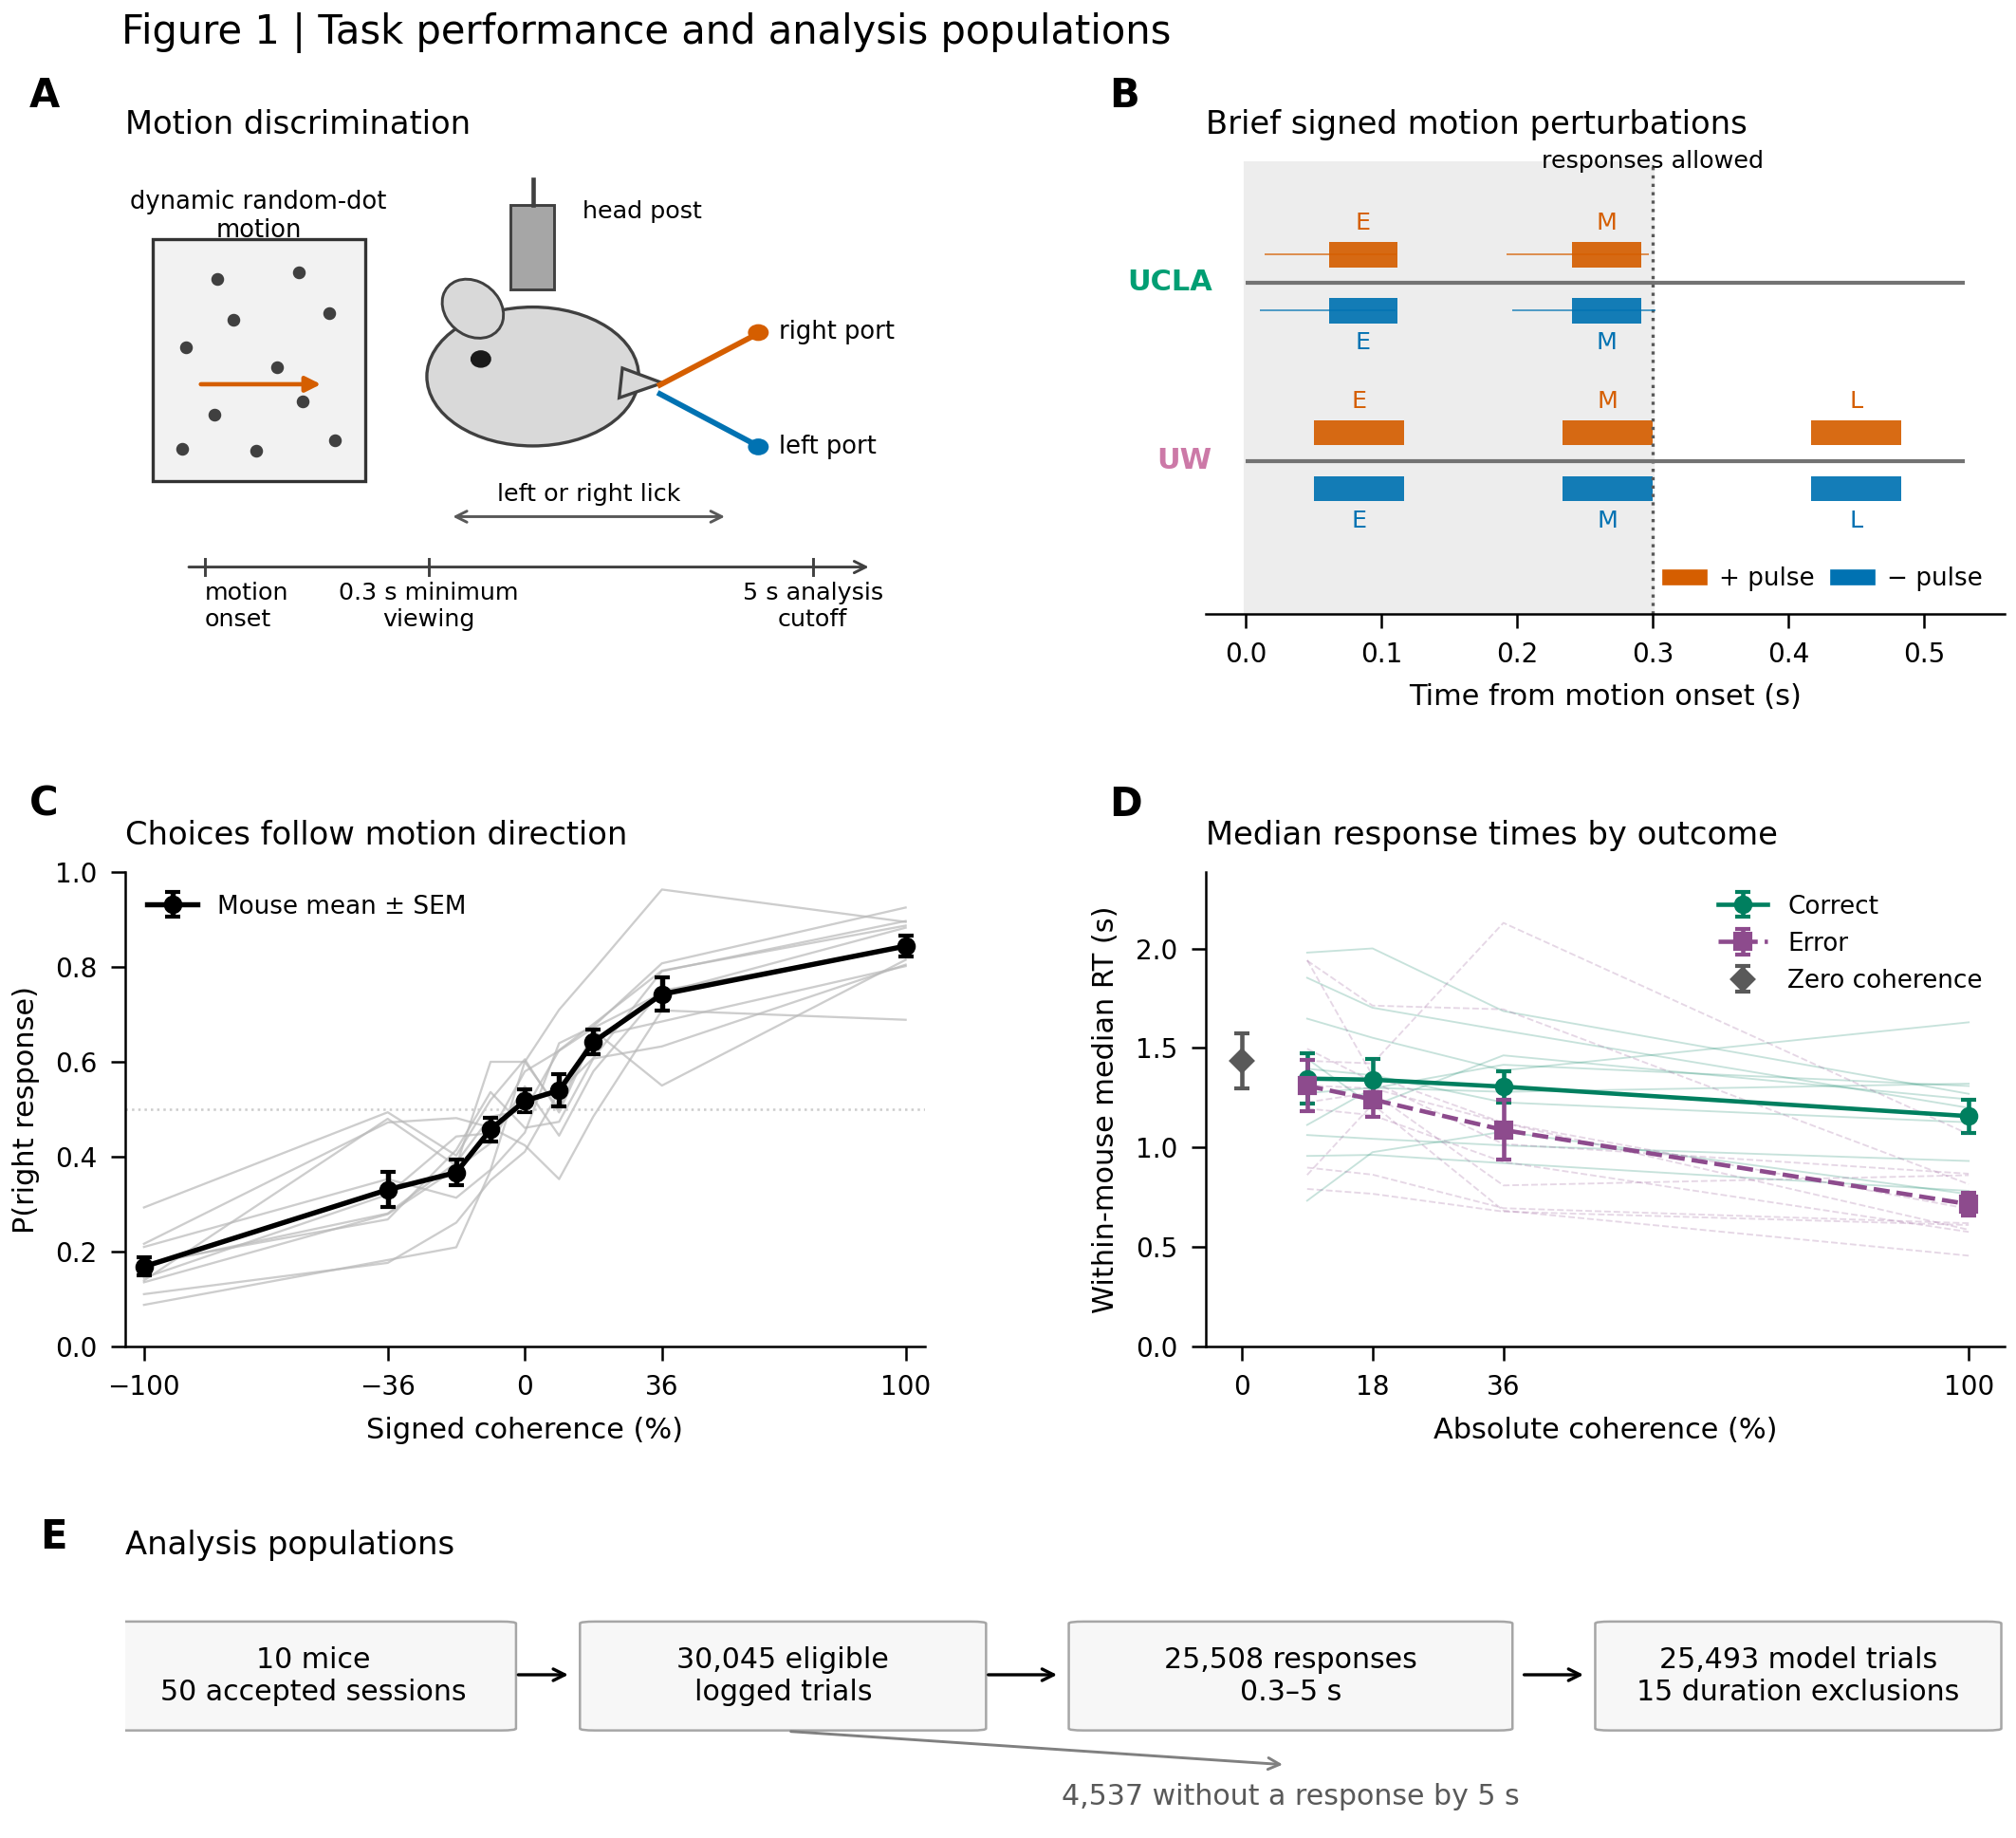 Figure 1 | Task performance and analysis populations
A
Motion discrimination
dynamic random-dot
motion
head post
right port
left port
left or right lick
motion
onset
0.3 s minimum
viewing
5 s analysis
cutoff
B
Brief signed motion perturbations
responses allowed
E
M
UCLA
E
M
E
M
L
UW
E
M
L
+ pulse
− pulse
0.0
0.1
0.2
0.3
0.4
0.5
Time from motion onset (s)
C
Choices follow motion direction
Mouse mean ± SEM
P(right response)
1.0
0.8
0.6
0.4
0.2
0.0
−100
−36
0
36
100
Signed coherence (%)
D
Median response times by outcome
Correct
Error
Zero coherence
Within-mouse median RT (s)
2.0
1.5
1.0
0.5
0.0
0
18
36
100
Absolute coherence (%)
E
Analysis populations
10 mice
50 accepted sessions
30,045 eligible
logged trials
25,508 responses
0.3–5 s
25,493 model trials
15 duration exclusions
4,537 without a response by 5 s